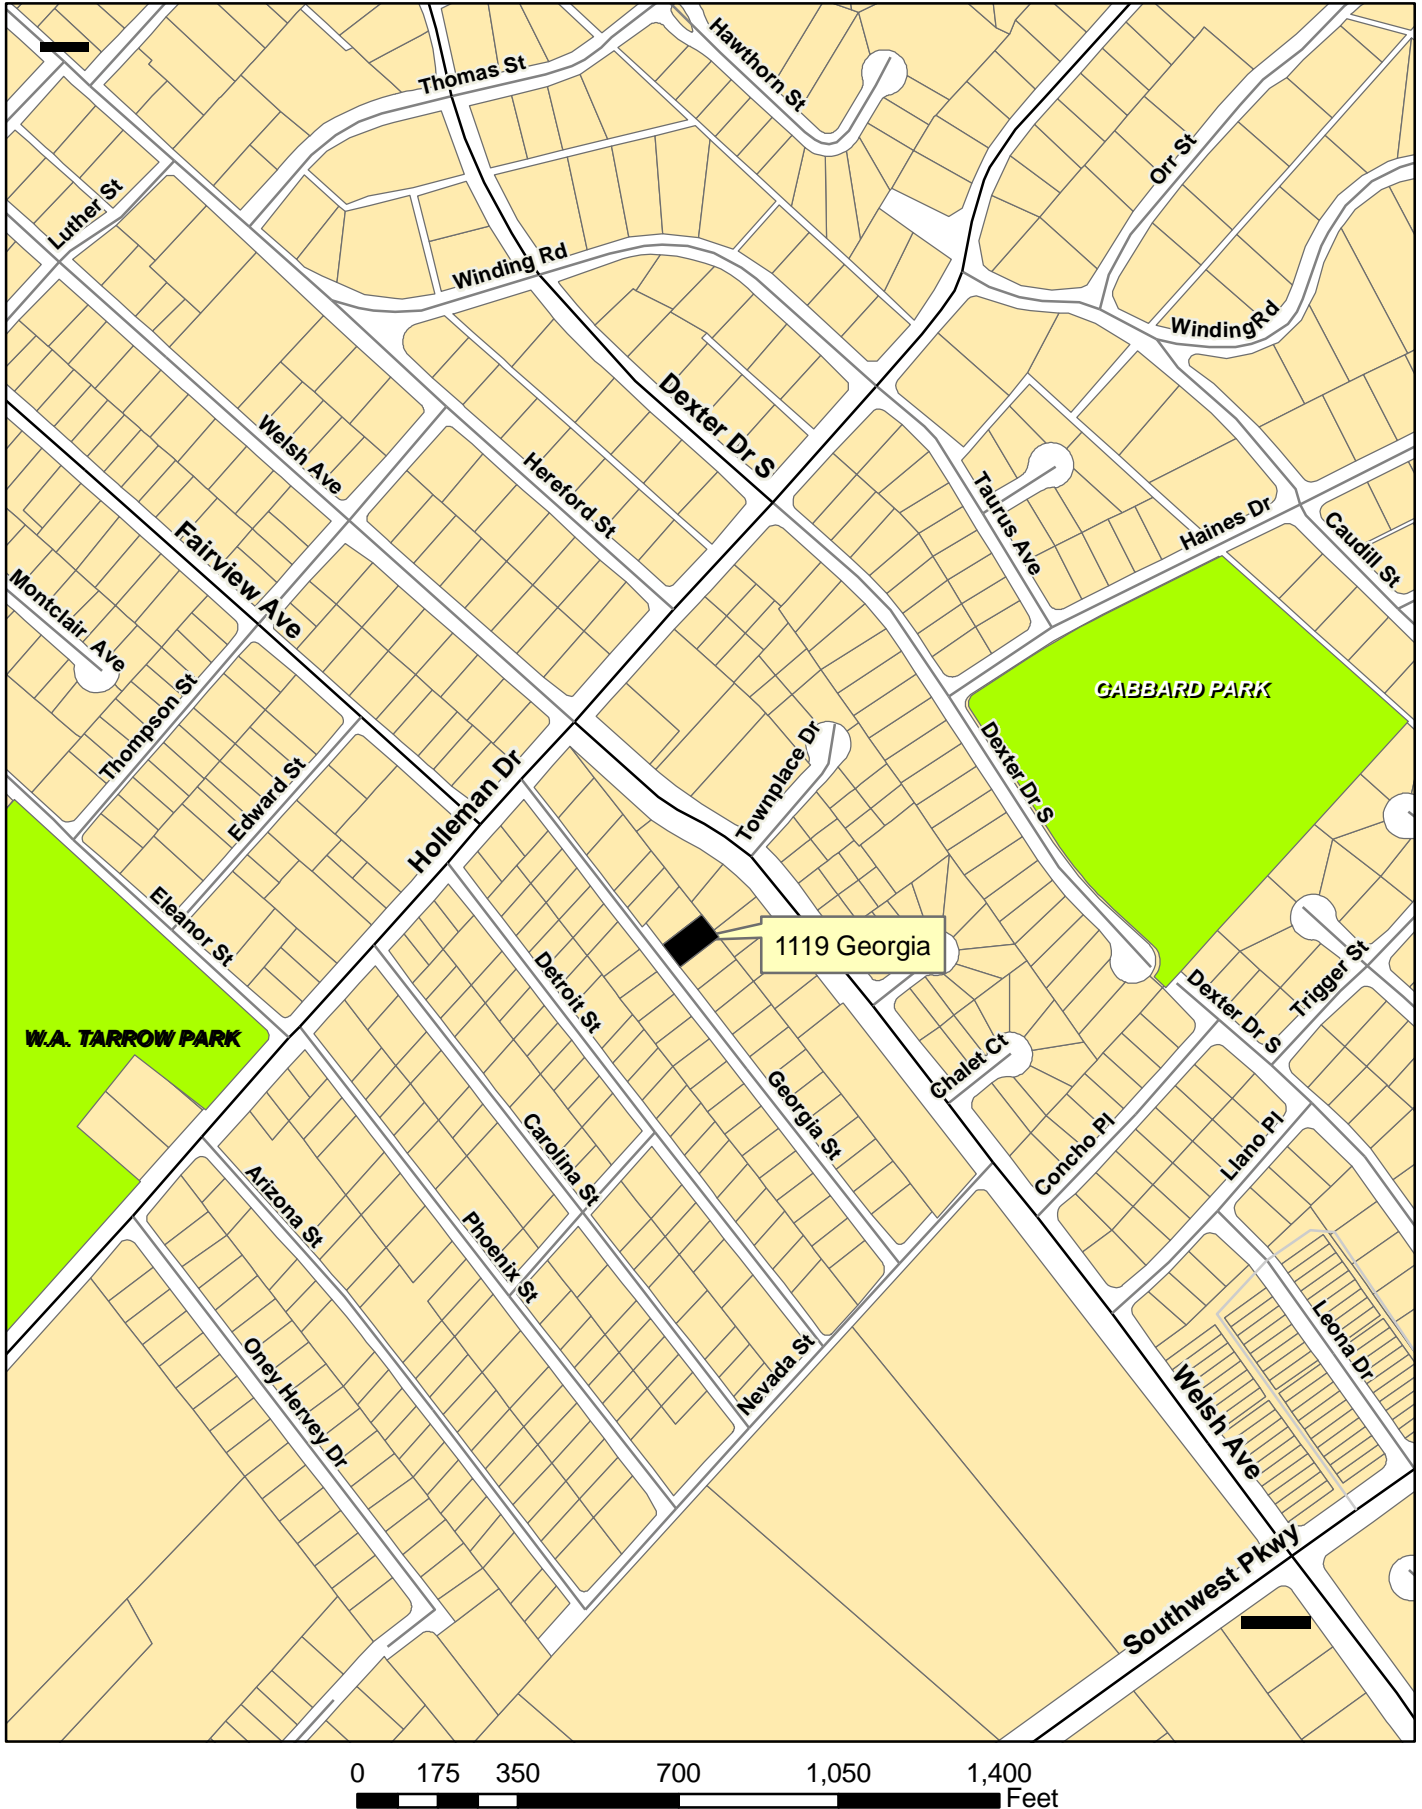 Hawthorn St
Thomas St
Orr St
Luther St
Winding Rd
WindingRd
Dexter Dr S
Welsh Ave
Hereford St
Taurus Ave
Haines Dr
Caudill St
Fairview Ave
Montclair Ave
GABBARD PARK
Thompson St
Townplace Dr
Dexter Dr S
Edward St
Holleman Dr
Eleanor St
1119 Georgia
Detroit St
Trigger St
Dexter Dr S
W.A. TARROW PARK
Chalet Ct
Georgia St
Carolina St
Concho Pl
Llano Pl
Arizona St
Phoenix St
Leona Dr
Oney Hervey Dr
Nevada St
Welsh Ave
Southwest Pkwy
0 175 350 700 1,050 1,400
Feet